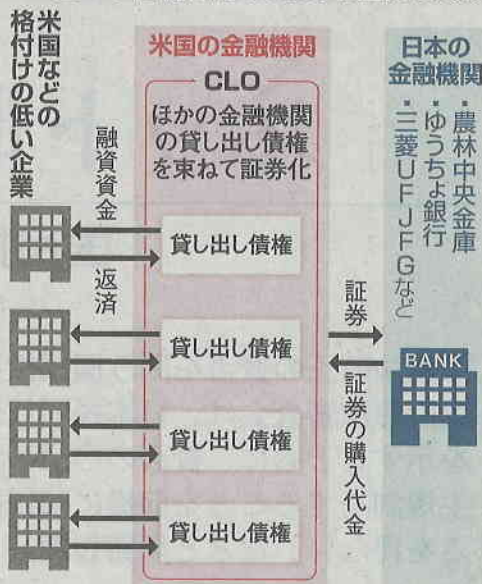 米国などの
格付けの低い企業
融資資金
返済
米国の金融機関
CLO
ほかの金融機関
の貸し出し債権
を束ねて証券化
貸し出し債権
貸し出し債権
貸し出し債権
貸し出し債権
証券
証券の購入代金
日本の
金融機関
・農林中央金庫
・ゆうちょ銀行
・三菱UFJFGなど
BANK